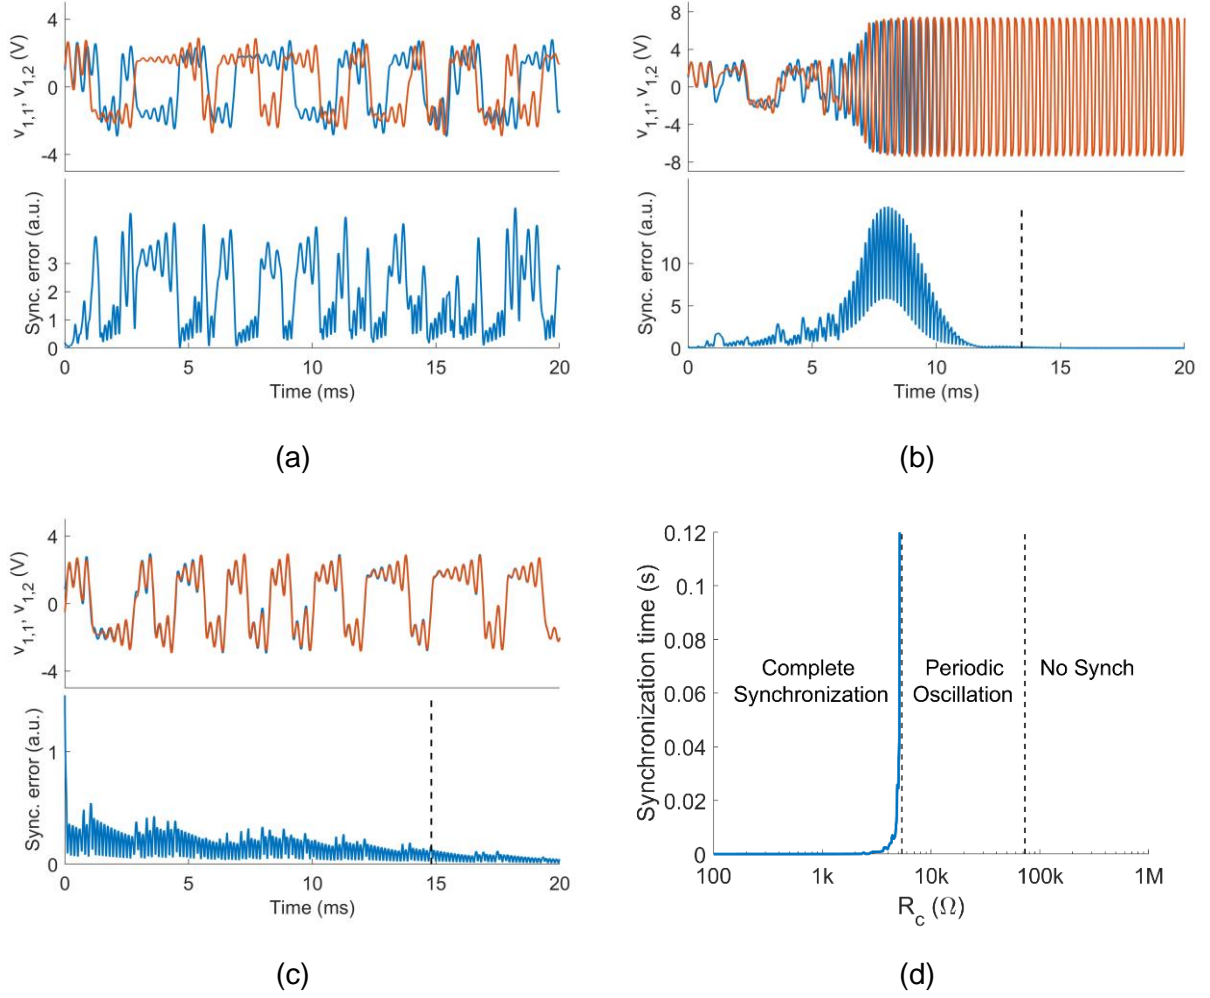 v1,1, v1,2 (V)
4
0
-4
Sync. error (a.u.)
3
2
1
0
0 5 10 15 20
Time (ms)
(a)
v1,1, v1,2 (V)
8
4
0
-4
-8
Sync. error (a.u.)
10
5
0
0 5 10 15 20
Time (ms)
(b)
v1,1, v1,2 (V)
4
0
-4
Sync. error (a.u.)
1
0
0 5 10 15 20
Time (ms)
(c)
Synchronization time (s)
0.12
0.1
0.08
0.06
0.04
0.02
0
Complete
Synchronization
Periodic
Oscillation
No Synch
100 1k 10k 100k 1M
Rc (Ω)
(d)